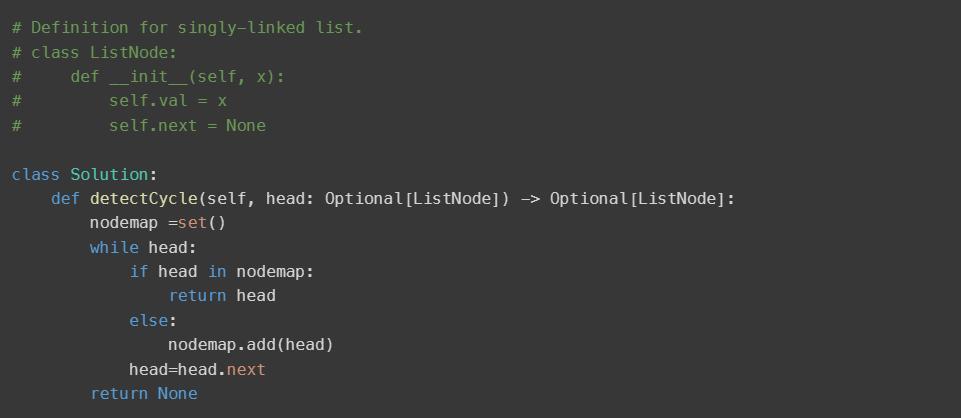 # Definition for singly-linked list.
# class ListNode:
#     def __init__(self, x):
#         self.val = x
#         self.next = None

class Solution:
    def detectCycle(self, head: Optional[ListNode]) -> Optional[ListNode]:
        nodemap =set()
        while head:
            if head in nodemap:
                return head
            else:
                nodemap.add(head)
            head=head.next
        return None